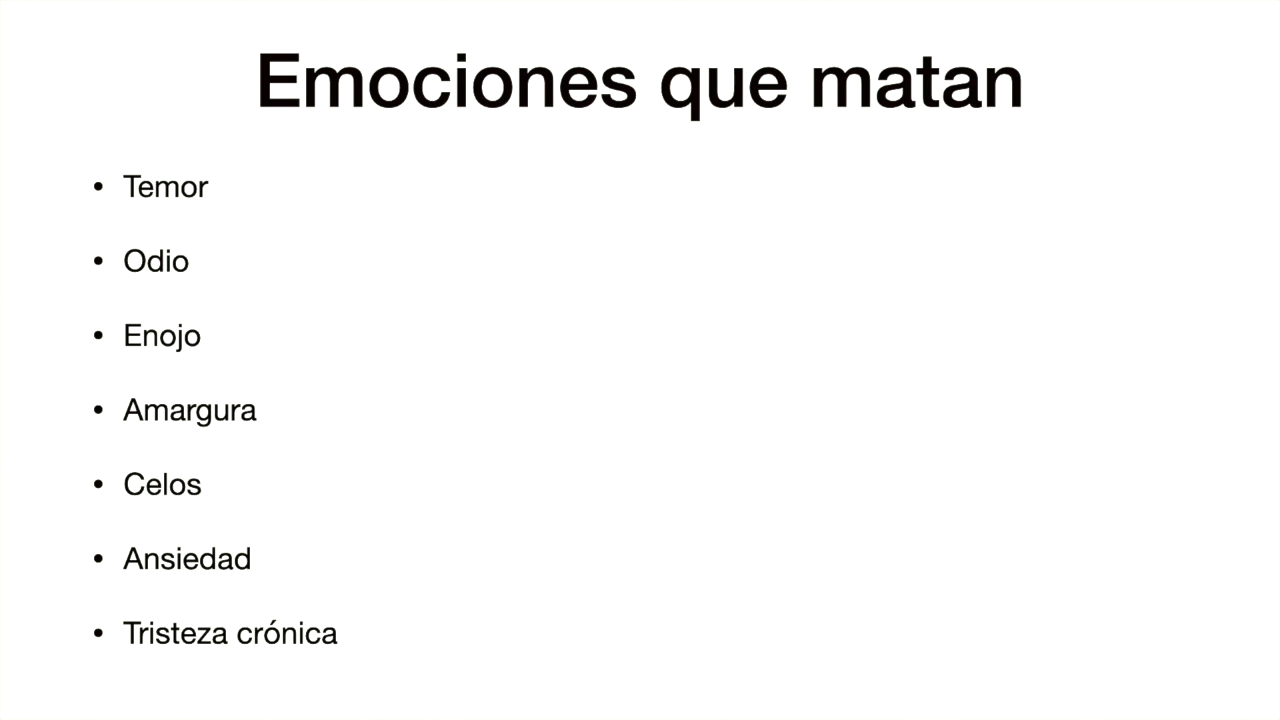 Emociones que matan
• Temor
• Odio
• Enojo
• Amargura
• Celos
• Ansiedad
• Tristeza crónica